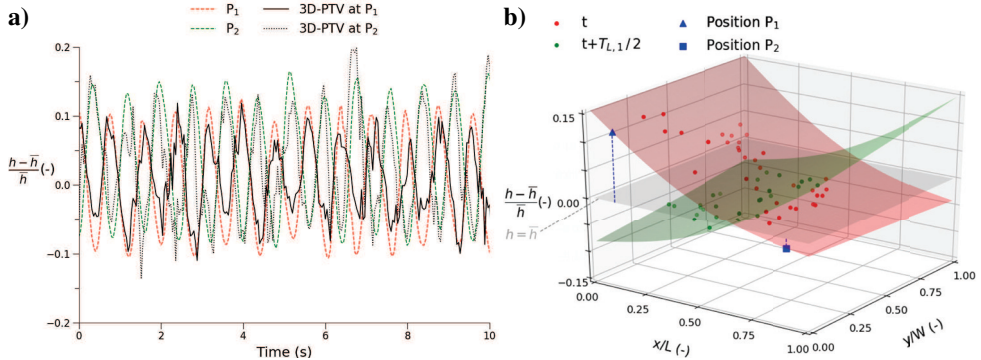 a)
P₁
3D-PTV at P₁
P₂
3D-PTV at P₂
0.2
0.1
0.0
−0.1
−0.2
h − h̅
h̅
(-)
0
2
4
6
8
10
Time (s)
b)
t
Position P₁
t+T_{L,1}/2
Position P₂
0.15
0.00
−0.15
h − h̅
h̅
(-)
h = h̅
0.00
0.25
0.50
0.75
1.00
x/L (-)
0.00
0.25
0.50
0.75
1.00
y/W (-)